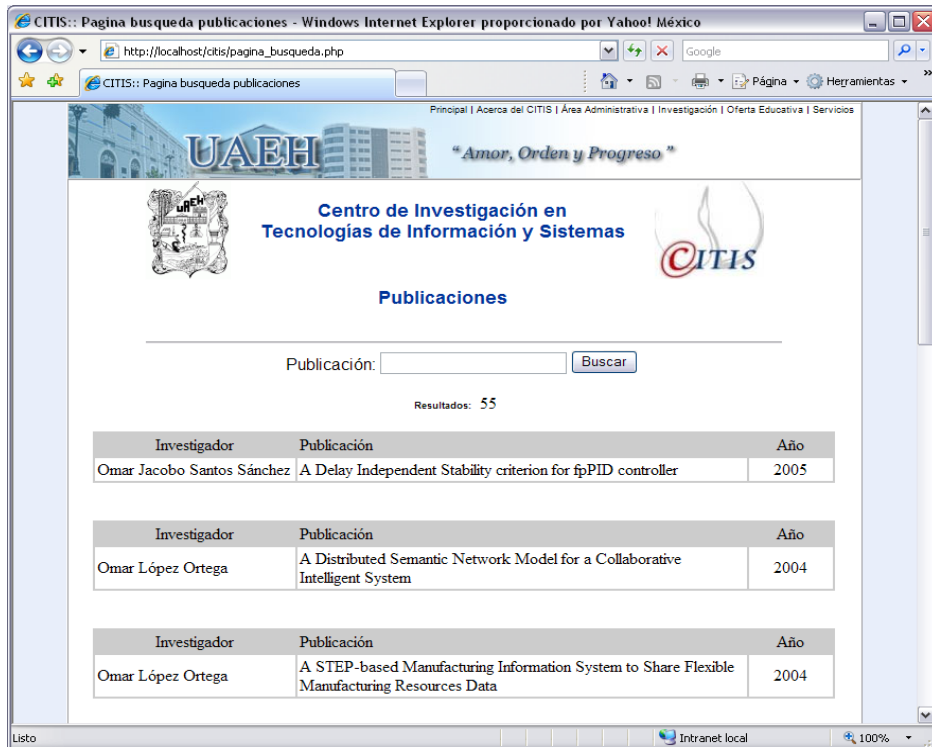 CITIS:: Pagina busqueda publicaciones - Windows Internet Explorer proporcionado por Yahoo! México
http://localhost/citis/pagina_busqueda.php
Google
CITIS:: Pagina busqueda publicaciones
Página
Herramientas
»
Principal | Acerca del CITIS | Área Administrativa | Investigación | Oferta Educativa | Servicios
UAEH
“ Amor, Orden y Progreso ”
UAEH
Centro de Investigación en
Tecnologías de Información y Sistemas
CITIS
Publicaciones
Publicación:
Buscar
Resultados: 55
Investigador Publicación Año
Omar Jacobo Santos Sánchez A Delay Independent Stability criterion for fpPID controller 2005
Investigador Publicación Año
Omar López Ortega A Distributed Semantic Network Model for a Collaborative
Intelligent System 2004
Investigador Publicación Año
Omar López Ortega A STEP-based Manufacturing Information System to Share Flexible
Manufacturing Resources Data 2004
Listo
Intranet local
100%